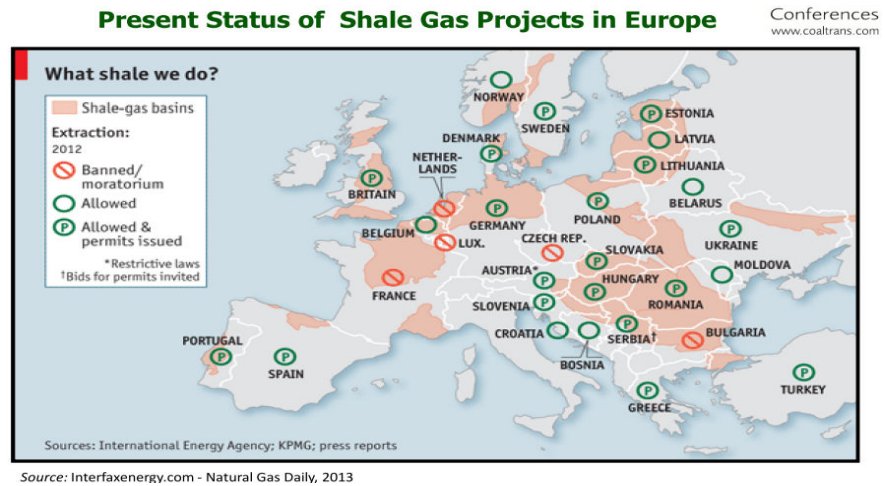 Present Status of Shale Gas Projects in Europe
Conferences
www.coaltrans.com
What shale we do?
Shale-gas basins
Extraction:
2012
Banned/
moratorium
Allowed
P Allowed &
permits issued
*Restrictive laws
†Bids for permits invited
NORWAY
P
SWEDEN
P ESTONIA
LATVIA
P LITHUANIA
DENMARK
P
NETHER-
LANDS
P
BRITAIN
BELARUS
P
GERMANY
P
POLAND
BELGIUM
LUX.
CZECH REP.
P
UKRAINE
P
SLOVAKIA
MOLDOVA
AUSTRIA*
P
HUNGARY
P
P
ROMANIA
FRANCE
SLOVENIA P
CROATIA
BOSNIA
P
SERBIA†
BULGARIA
PORTUGAL
P
P
SPAIN
P
GREECE
P
TURKEY
Sources: International Energy Agency; KPMG; press reports
Source: Interfaxenergy.com - Natural Gas Daily, 2013